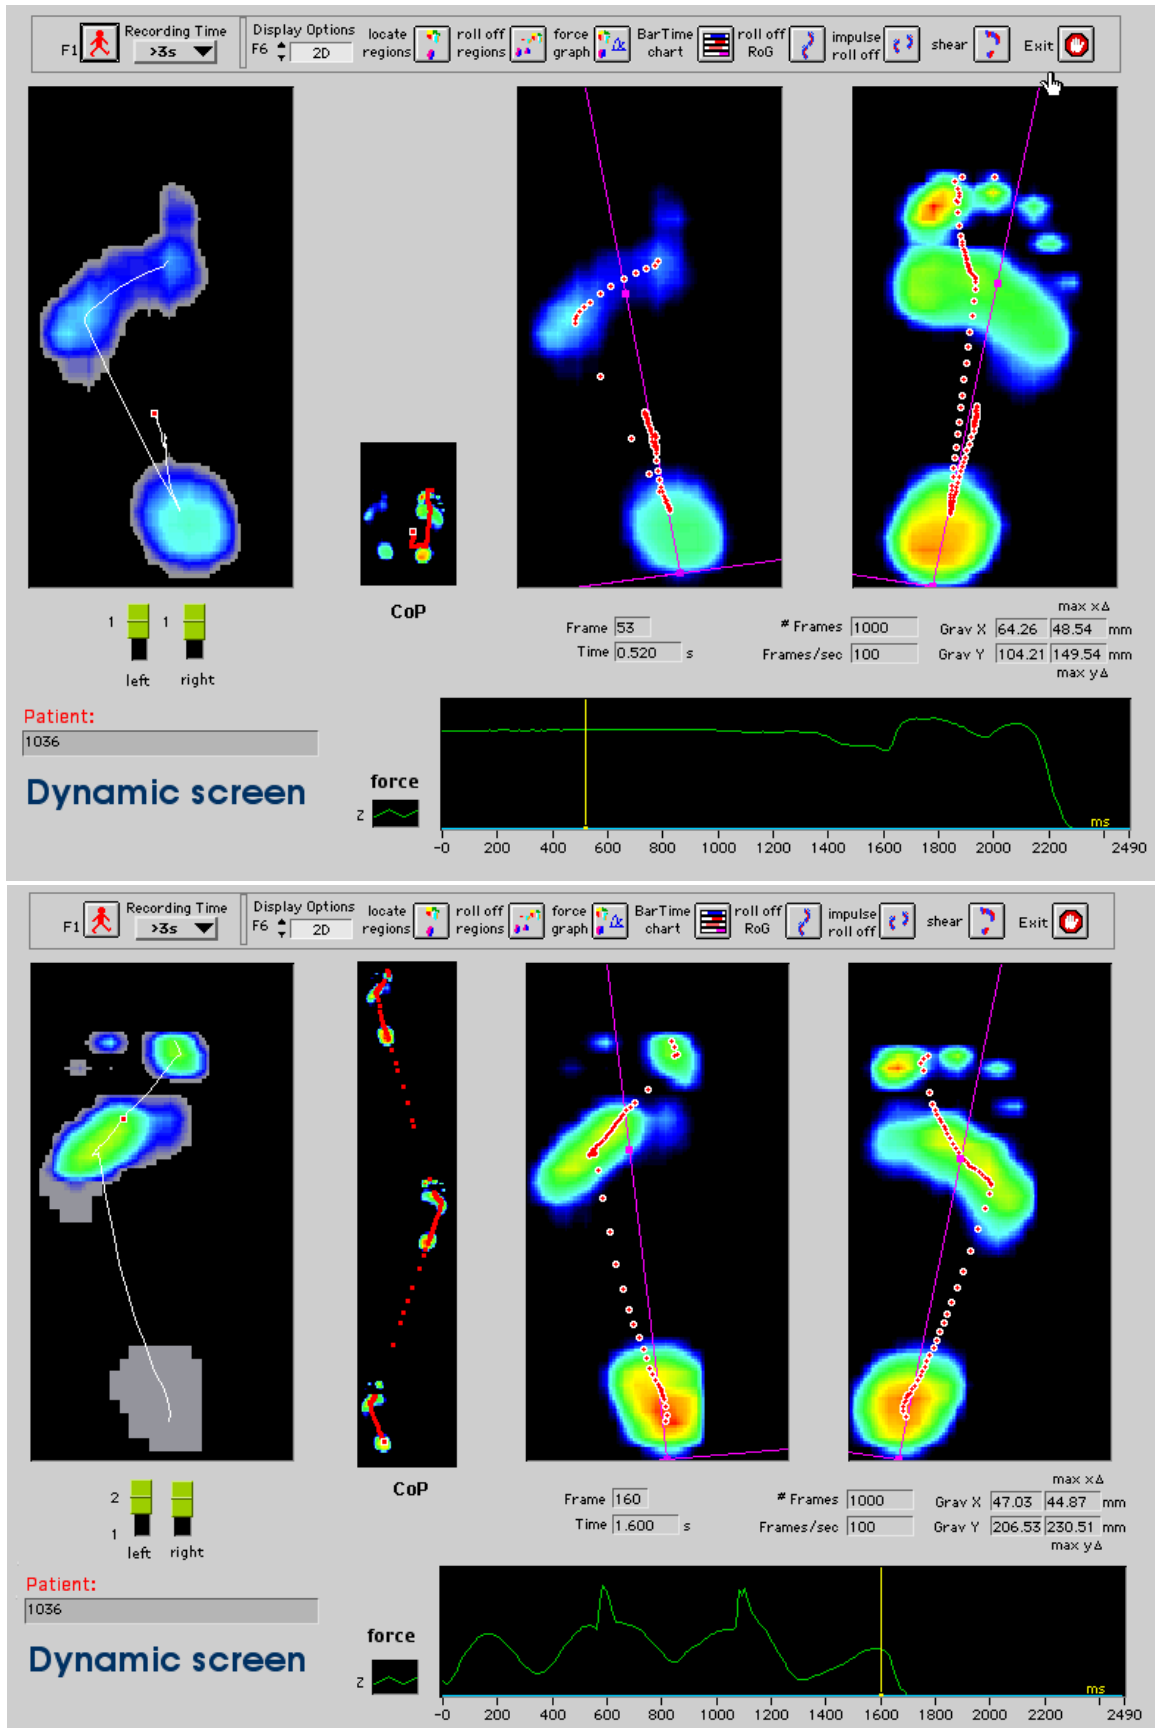 F1 Recording Time >3s Display Options F6 2D locate regions roll off regions force graph BarTime chart roll off RoG impulse roll off shear Exit
CoP
1 1
left right
Frame 53
Time 0.520 s
# Frames 1000
Frames/sec 100
max x Δ
Grav X 64.26 48.54 mm
Grav Y 104.21 149.54 mm
max y Δ
Patient:
1036
Dynamic screen
force
z
ms
-0 200 400 600 800 1000 1200 1400 1600 1800 2000 2200 2490
F1 Recording Time >3s Display Options F6 2D locate regions roll off regions force graph BarTime chart roll off RoG impulse roll off shear Exit
CoP
2
1
left right
Frame 160
Time 1.600 s
# Frames 1000
Frames/sec 100
max x Δ
Grav X 47.03 44.87 mm
Grav Y 206.53 230.51 mm
max y Δ
Patient:
1036
Dynamic screen
force
z
ms
-0 200 400 600 800 1000 1200 1400 1600 1800 2000 2200 2490